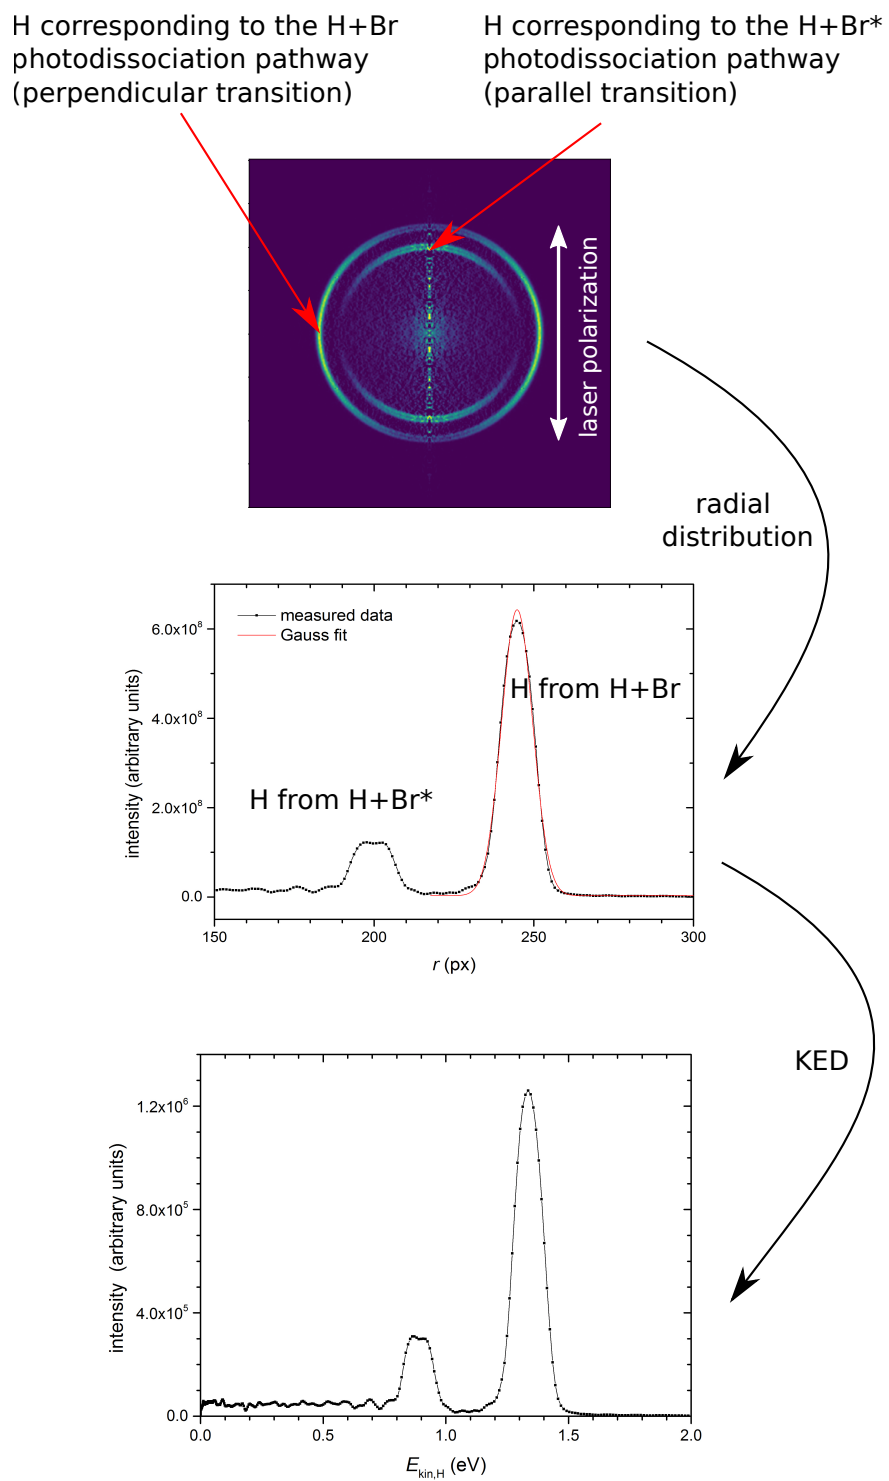 H corresponding to the H+Br
photodissociation pathway
(perpendicular transition)
H corresponding to the H+Br*
photodissociation pathway
(parallel transition)
laser polarization
radial
distribution
measured data
Gauss fit
H from H+Br
H from H+Br*
intensity (arbitrary units)
6.0x10⁸
4.0x10⁸
2.0x10⁸
0.0
150 200 250 300
r (px)
KED
intensity (arbitrary units)
1.2x10⁶
8.0x10⁵
4.0x10⁵
0.0
0.0 0.5 1.0 1.5 2.0
E_kin,H (eV)